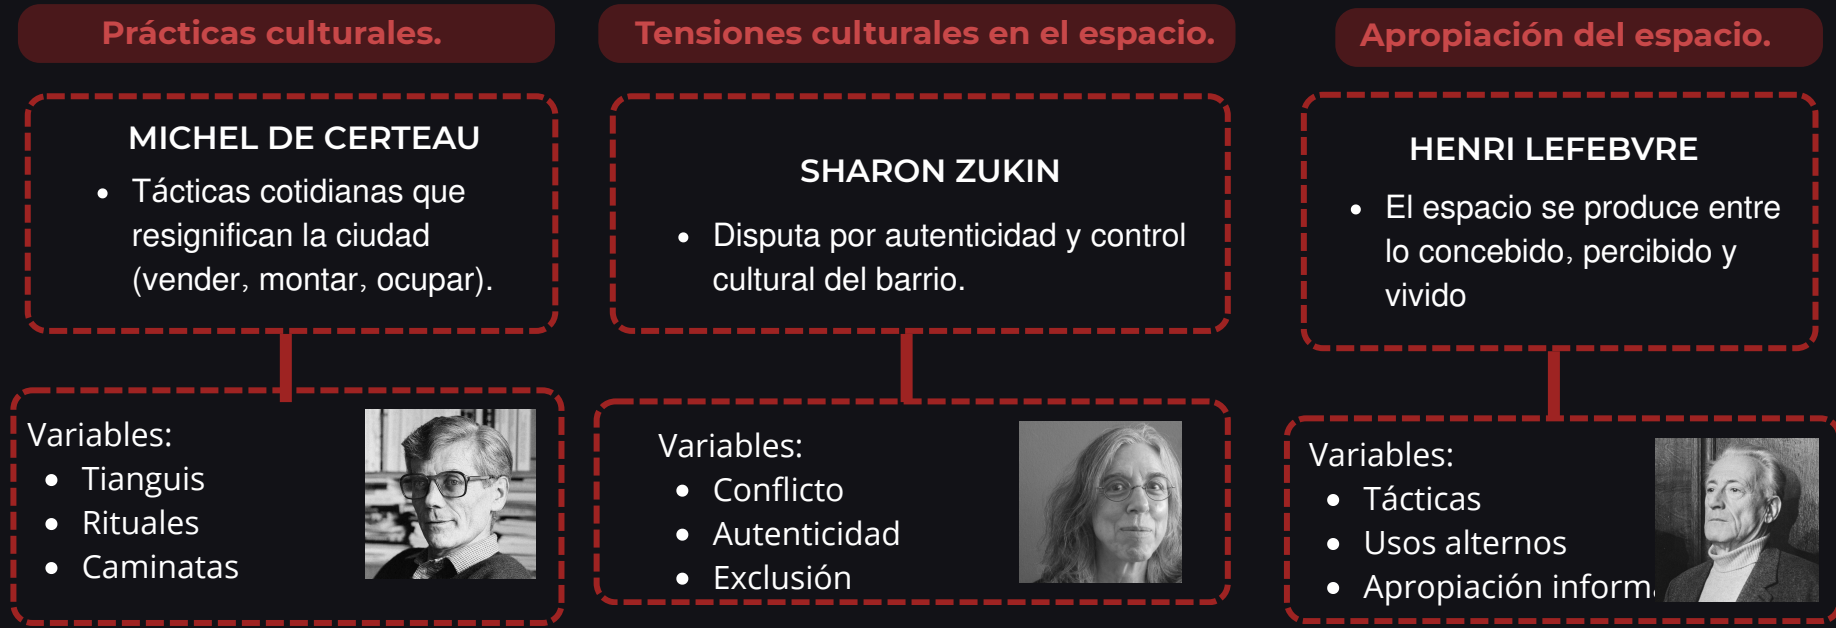 Prácticas culturales.
MICHEL DE CERTEAU
• Tácticas cotidianas que
resignifican la ciudad
(vender, montar, ocupar).
Variables:
• Tianguis
• Rituales
• Caminatas
Tensiones culturales en el espacio.
SHARON ZUKIN
• Disputa por autenticidad y control
cultural del barrio.
Variables:
• Conflicto
• Autenticidad
• Exclusión
Apropiación del espacio.
HENRI LEFEBVRE
• El espacio se produce entre
lo concebido, percibido y
vivido
Variables:
• Tácticas
• Usos alternos
• Apropiación